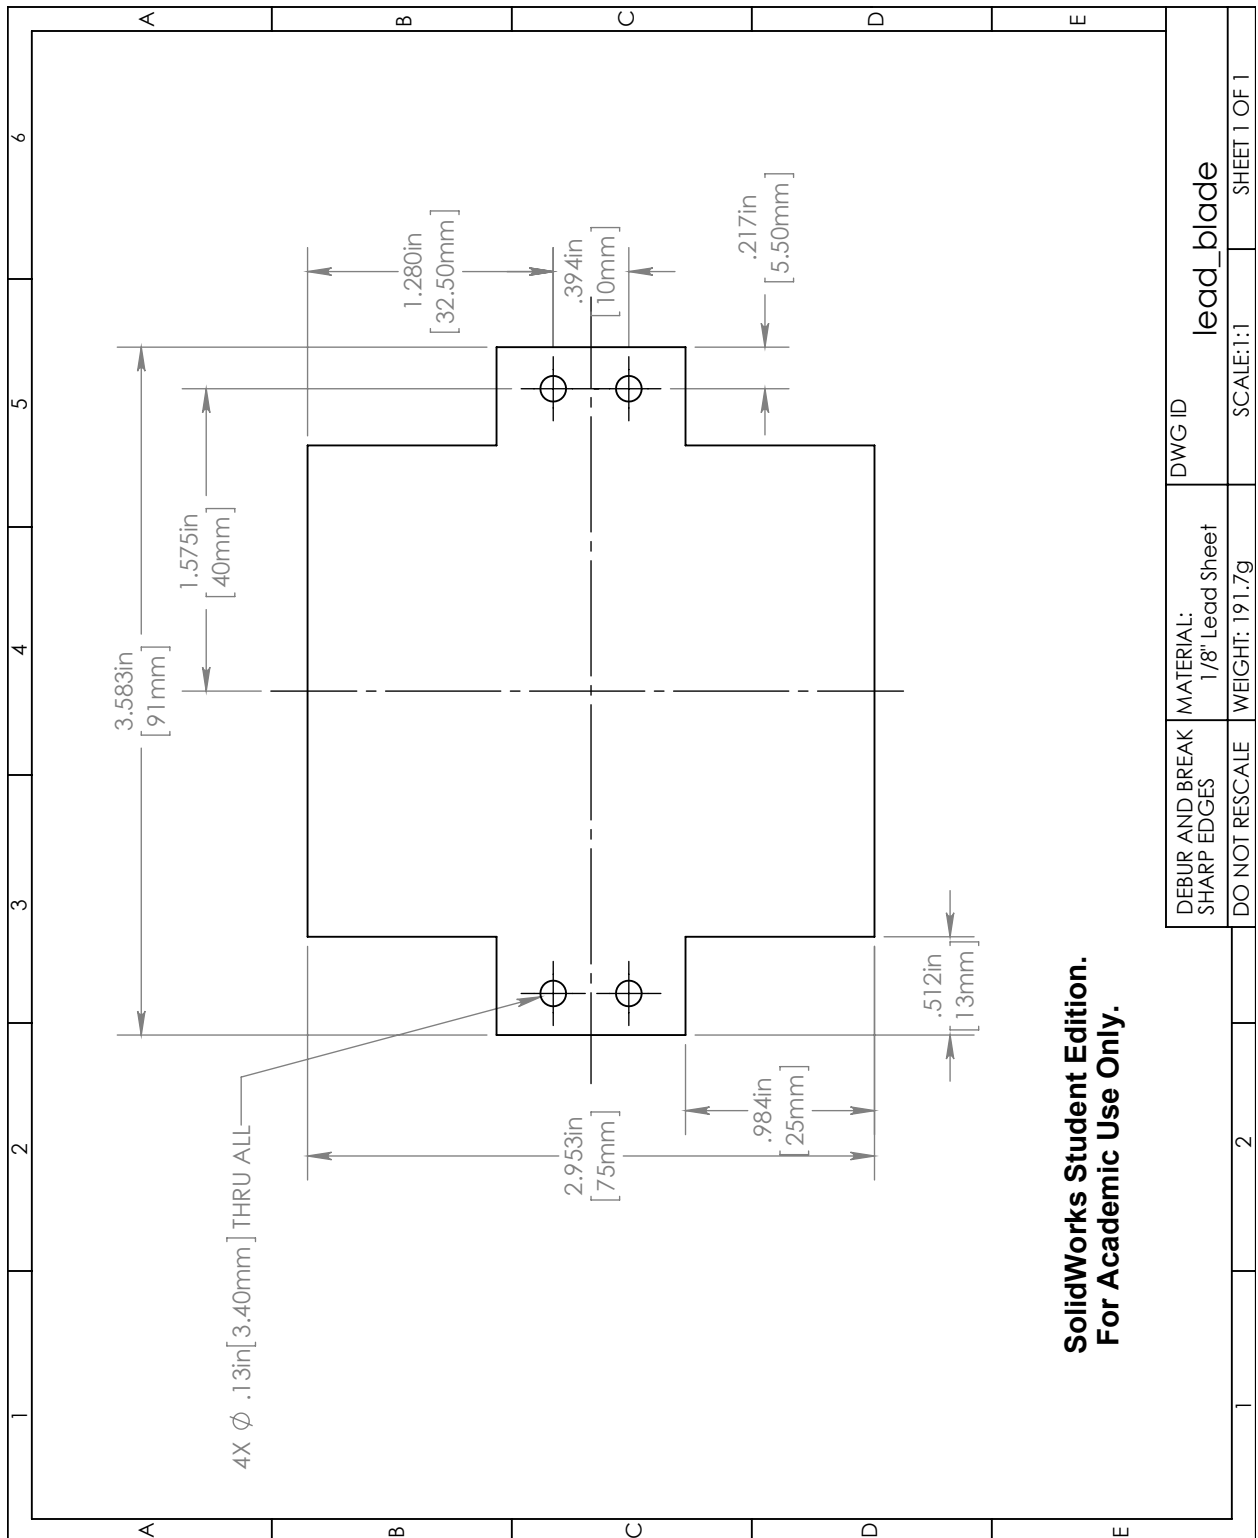 1
2
3
4
5
6
A
B
C
D
E
4X Ø .13in[3.40mm] THRU ALL
3.583in
[91mm]
1.575in
[40mm]
1.280in
[32.50mm]
.394in
[10mm]
.217in
[5.50mm]
2.953in
[75mm]
.984in
[25mm]
.512in
[13mm]
SolidWorks Student Edition.
For Academic Use Only.
A
B
C
D
E
DEBUR AND BREAK
SHARP EDGES
MATERIAL:
1/8" Lead Sheet
DWG ID
lead_blade
DO NOT RESCALE
WEIGHT: 191.7g
SCALE:1:1
SHEET 1 OF 1
1
2